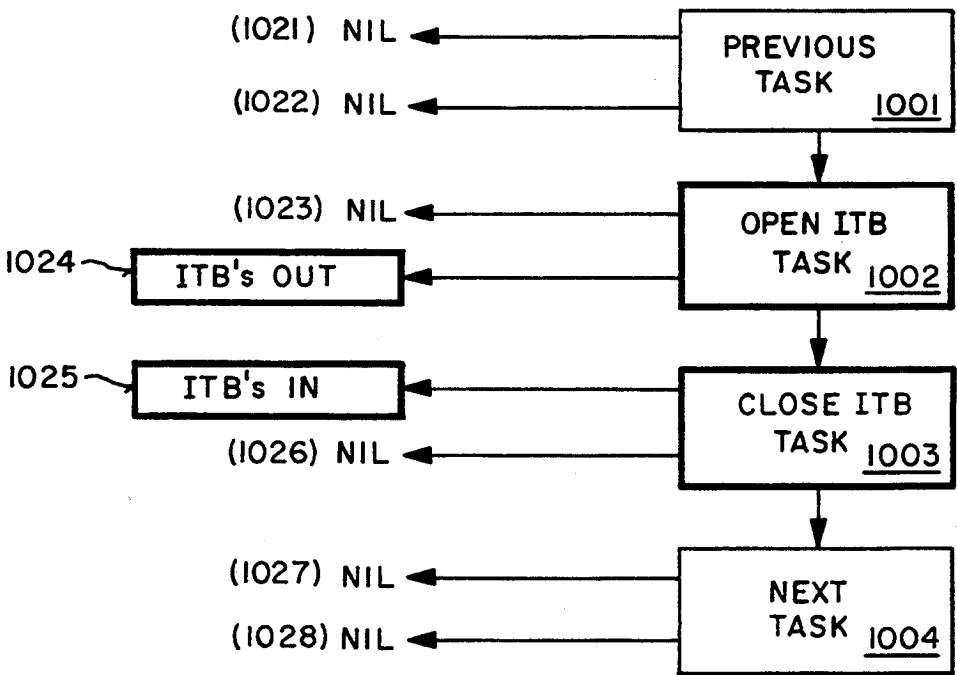 (1021) NIL
PREVIOUS
TASK 1001
(1022) NIL
(1023) NIL
OPEN ITB
TASK 1002
1024 ITB's OUT
1025 ITB's IN
CLOSE ITB
TASK 1003
(1026) NIL
(1027) NIL
NEXT
TASK 1004
(1028) NIL